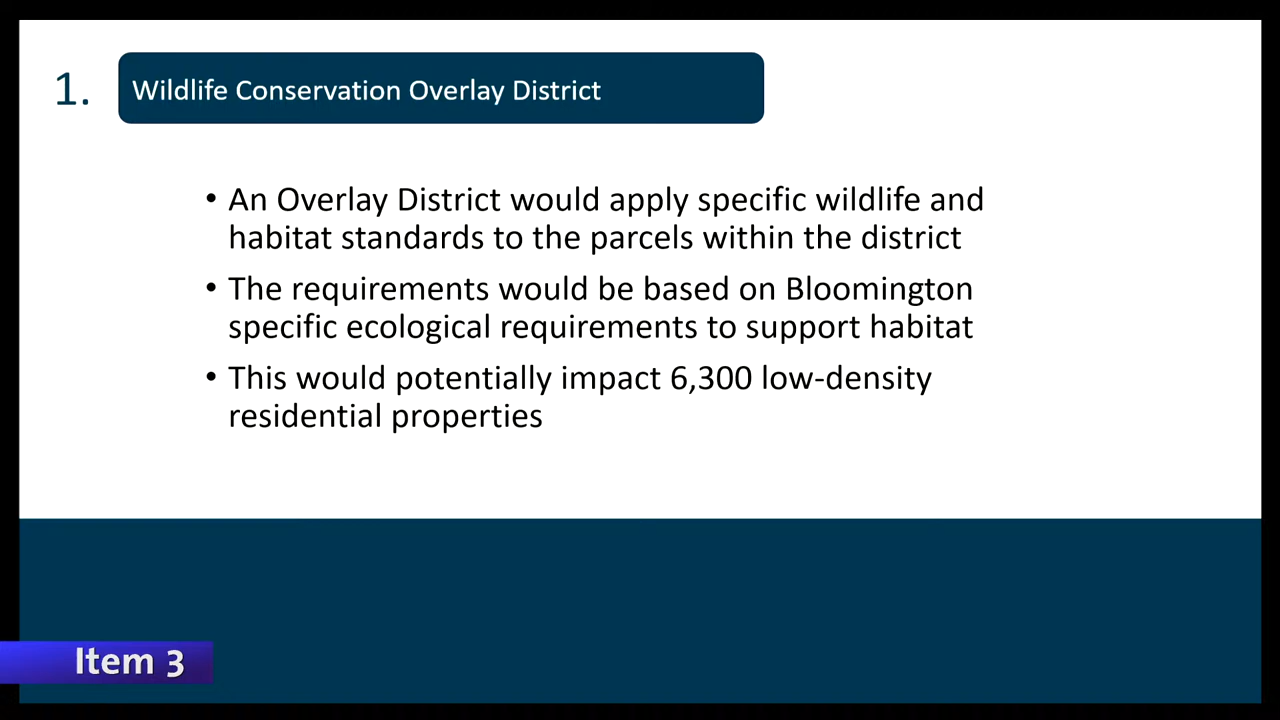 1.
Wildlife Conservation Overlay District
• An Overlay District would apply specific wildlife and
habitat standards to the parcels within the district
• The requirements would be based on Bloomington
specific ecological requirements to support habitat
• This would potentially impact 6,300 low-density
residential properties
Item 3